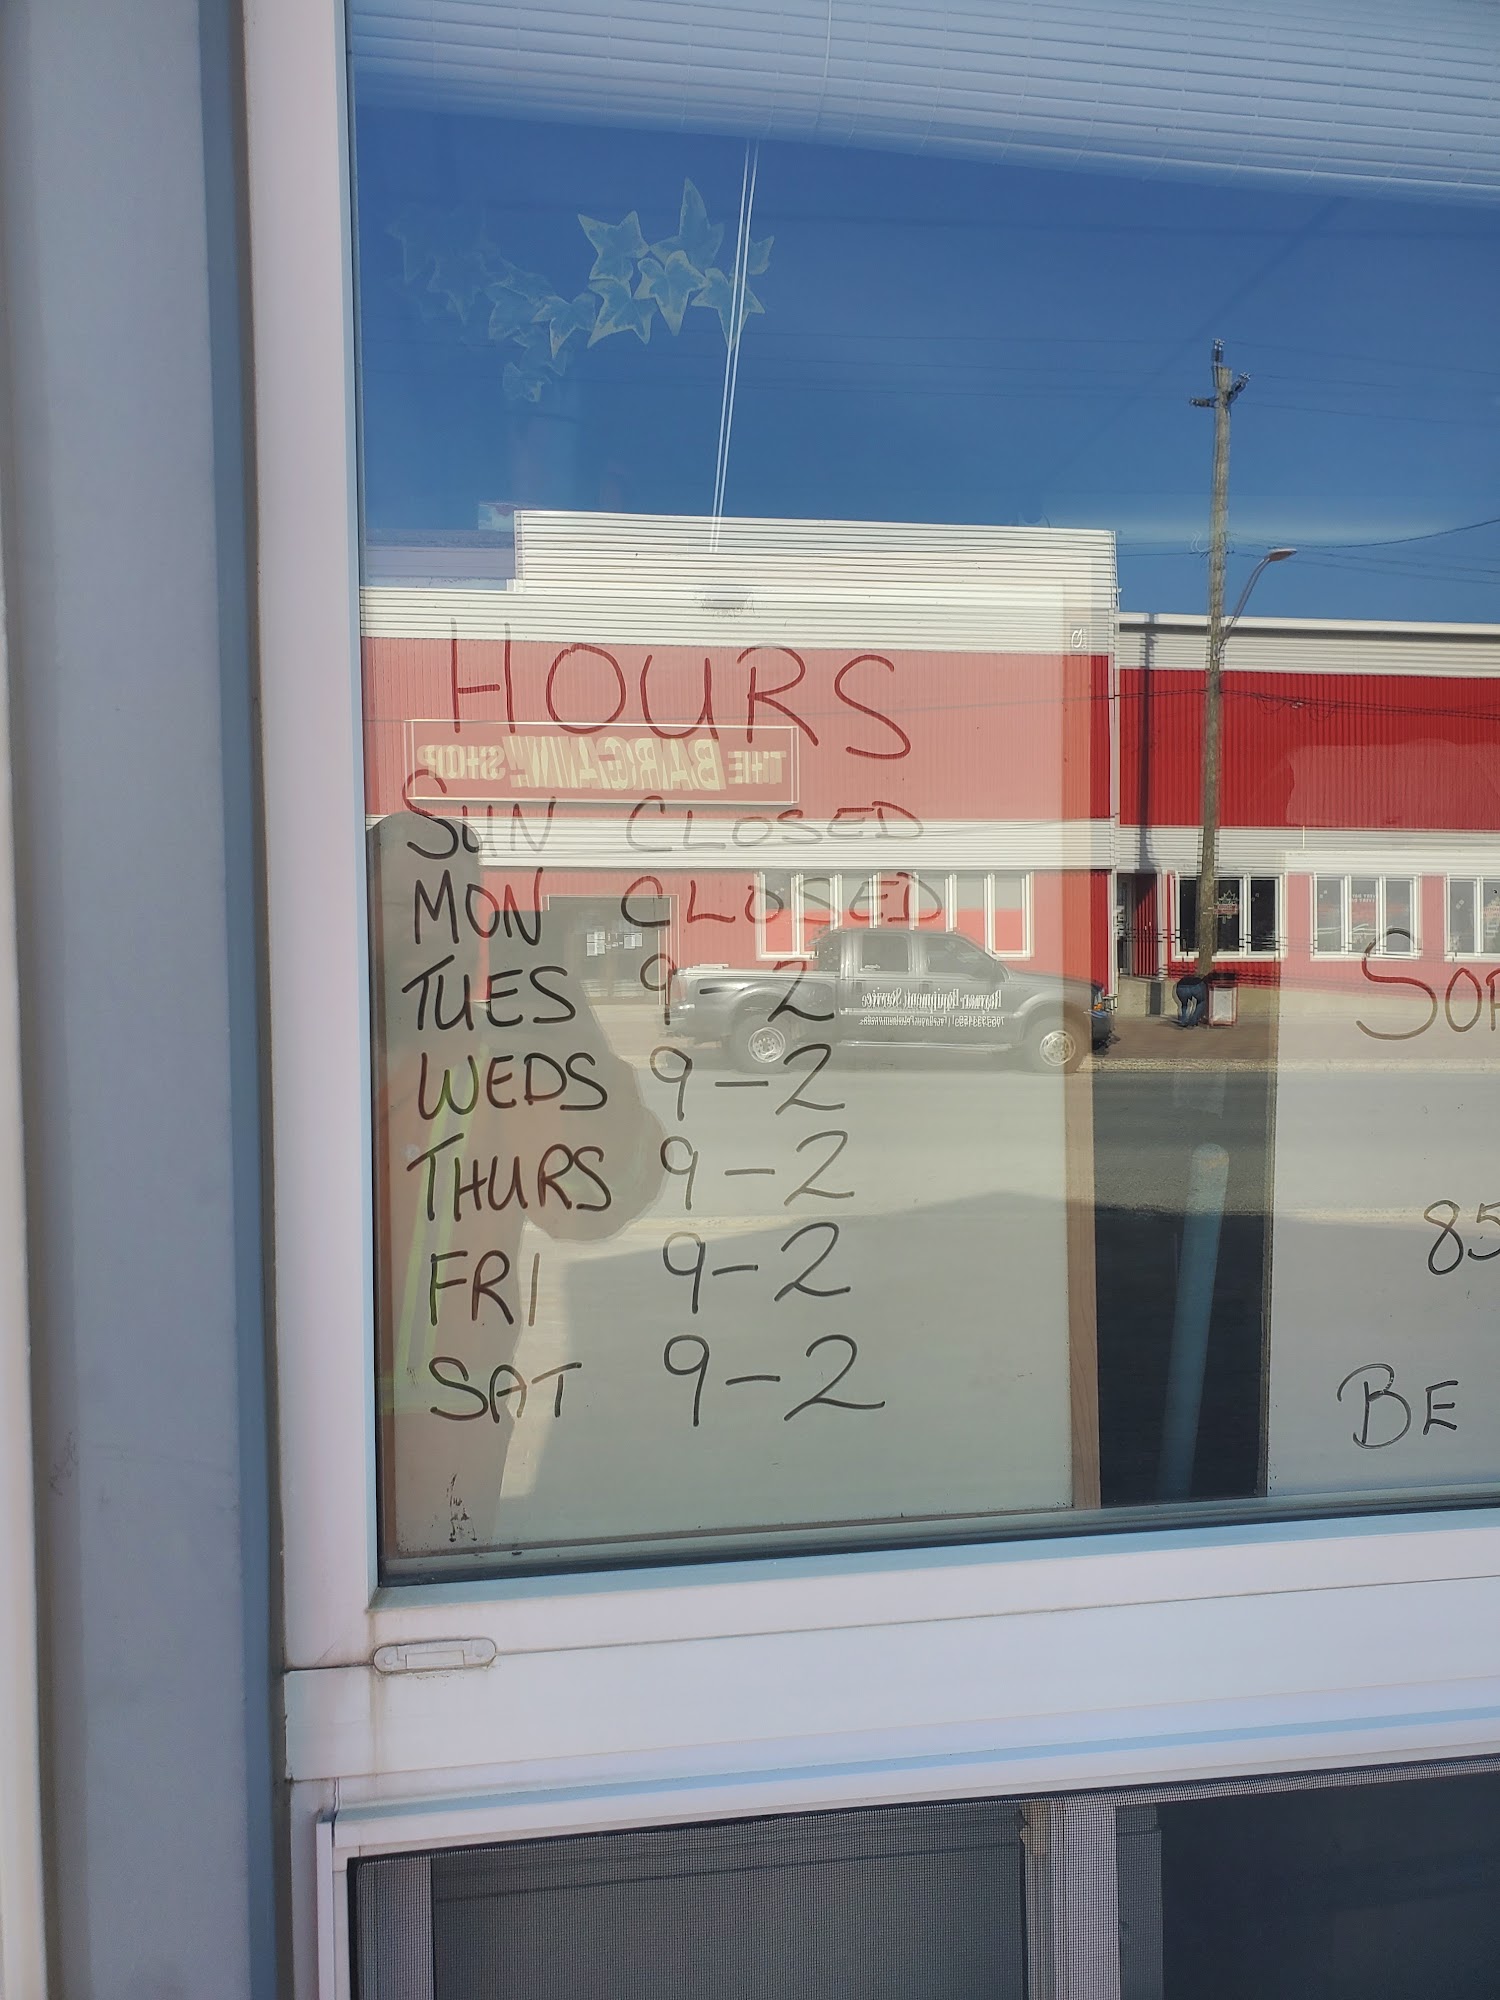 HOURS
THE BARGAIN! SHOP
SUN CLOSED
MON CLOSED
TUES 9-2
WEDS 9-2
THURS 9-2
FRI 9-2
SAT 9-2
85
BE